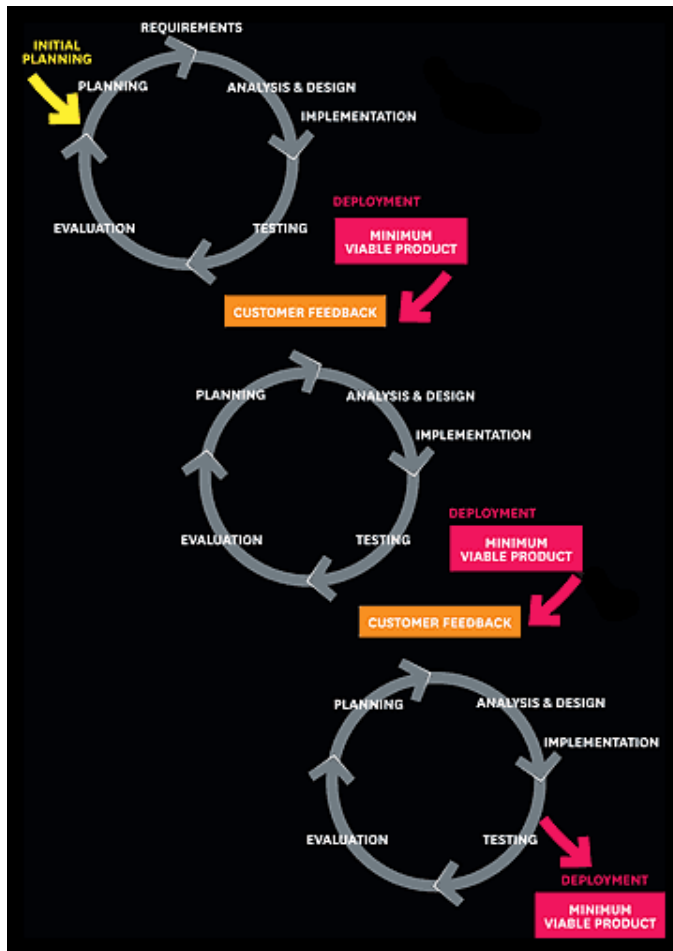 REQUIREMENTS
INITIAL
PLANNING
PLANNING
ANALYSIS & DESIGN
IMPLEMENTATION
DEPLOYMENT
EVALUATION
TESTING
MINIMUM
VIABLE PRODUCT
CUSTOMER FEEDBACK
PLANNING
ANALYSIS & DESIGN
IMPLEMENTATION
DEPLOYMENT
EVALUATION
TESTING
MINIMUM
VIABLE PRODUCT
CUSTOMER FEEDBACK
PLANNING
ANALYSIS & DESIGN
IMPLEMENTATION
EVALUATION
TESTING
DEPLOYMENT
MINIMUM
VIABLE PRODUCT